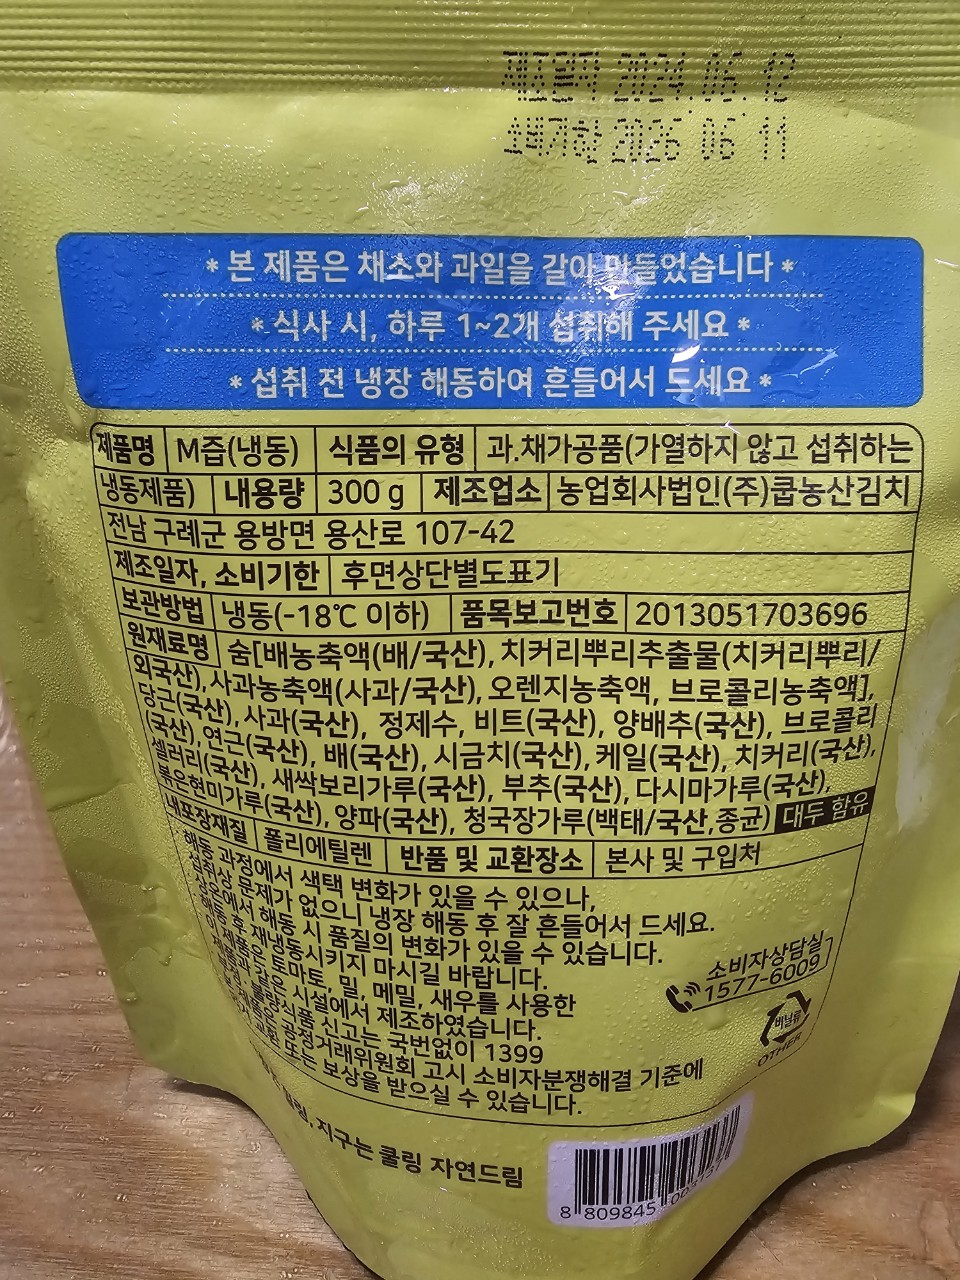 제조일자 2024.06.12
소비기한 2026.06.11
* 본 제품은 채소와 과일을 갈아 만들었습니다 *
* 식사 시, 하루 1~2개 섭취해 주세요 *
* 섭취 전 냉장 해동하여 흔들어서 드세요 *
제품명 M즙(냉동) 식품의 유형 과.채가공품(가열하지 않고 섭취하는
냉동제품) 내용량 300 g 제조업소 농업회사법인(주)쿱농산김치
전남 구례군 용방면 용산로 107-42
제조일자, 소비기한 후면상단별도표기
보관방법 냉동(-18℃ 이하) 품목보고번호 2013051703696
원재료명 숨[배농축액(배/국산), 치커리뿌리추출물(치커리뿌리/
외국산), 사과농축액(사과/국산), 오렌지농축액, 브로콜리농축액],
당근(국산), 사과(국산), 정제수, 비트(국산), 양배추(국산), 브로콜리
(국산), 연근(국산), 배(국산), 시금치(국산), 케일(국산), 치커리(국산),
셀러리(국산), 새싹보리가루(국산), 부추(국산), 다시마가루(국산),
볶은현미가루(국산), 양파(국산), 청국장가루(백태/국산,종균) 대두 함유
내포장재질 폴리에틸렌 반품 및 교환장소 본사 및 구입처
해동 과정에서 색택 변화가 있을 수 있으나,
섭취상 문제가 없으니 냉장 해동 후 잘 흔들어서 드세요.
상온에서 해동 시 품질의 변화가 있을 수 있습니다.
해동 후 재냉동시키지 마시길 바랍니다.
이 제품은 토마토, 밀, 메밀, 새우를 사용한
제품과 같은 시설에서 제조하였습니다.
불량식품 신고는 국번없이 1399
공정거래위원회 고시 소비자분쟁해결 기준에
교환 또는 보상을 받으실 수 있습니다.
소비자상담실
1577-6009
비닐류
OTHER
지구는 쿨링 자연드림
8 809845